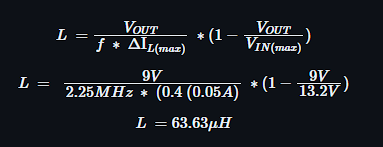 L = V_OUT / (f * ΔI_L(max)) * (1 − V_OUT / V_IN(max))
L = 9V / (2.25MHz * (0.4 (0.05A)) * (1 − 9V / 13.2V)
L = 63.63μH